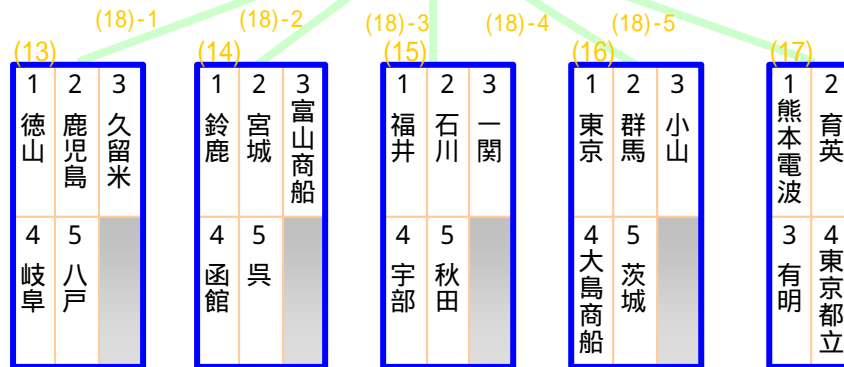 (18)-1
(18)-2
(18)-3
(18)-4
(18)-5
(13)
(14)
(15)
(16)
(17)
1 徳山
2 鹿児島
3 久留米
4 岐阜
5 八戸
1 鈴鹿
2 宮城
3 富山商船
4 函館
5 呉
1 福井
2 石川
3 一関
4 宇部
5 秋田
1 東京
2 群馬
3 小山
4 大島商船
5 茨城
1 熊本電波
2 育英
3 有明
4 東京都立